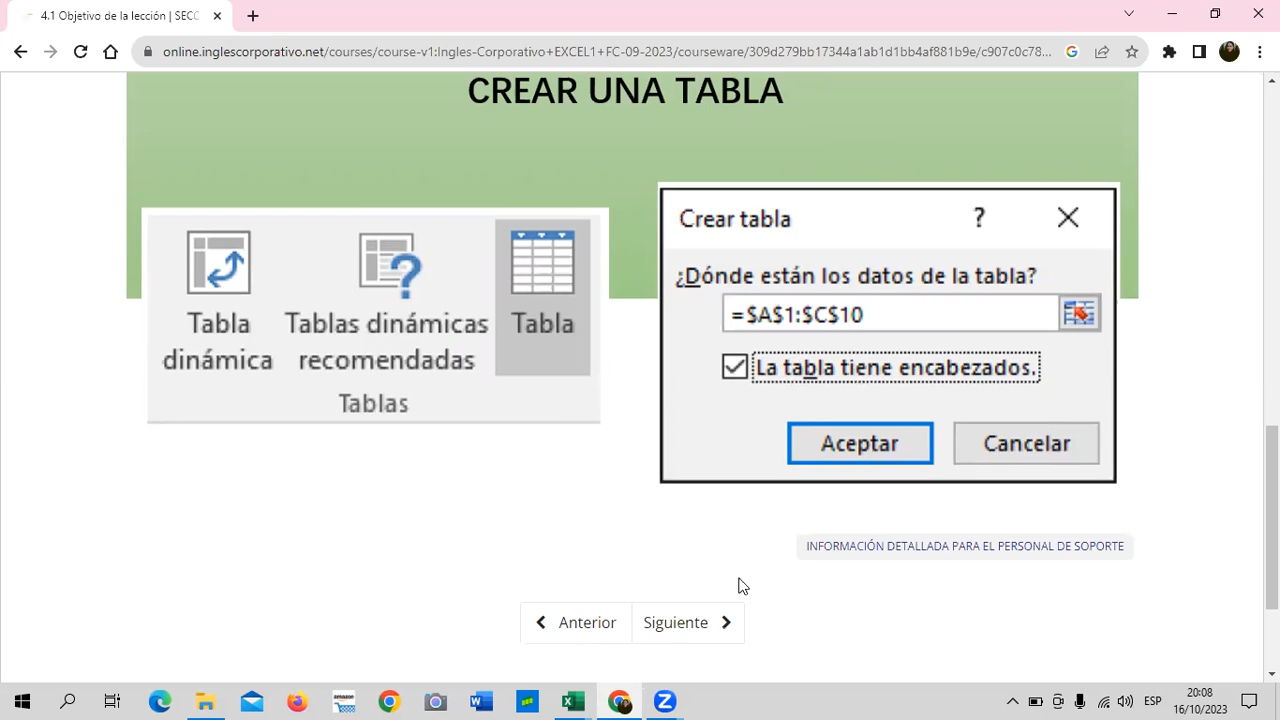 4.1 Objetivo de la lección | SECC
online.inglescorporativo.net/courses/course-v1:Ingles-Corporativo+EXCEL1+FC-09-2023/courseware/309d279bb17344a1ab1d1bb4af881b9e/c907c0c78...
CREAR UNA TABLA
Tabla dinámica
Tablas dinámicas recomendadas
Tabla
Tablas
Crear tabla ?
¿Dónde están los datos de la tabla?
=$A$1:$C$10
La tabla tiene encabezados.
Aceptar Cancelar
INFORMACIÓN DETALLADA PARA EL PERSONAL DE SOPORTE
Anterior Siguiente
amazon
ESP
20:08
16/10/2023